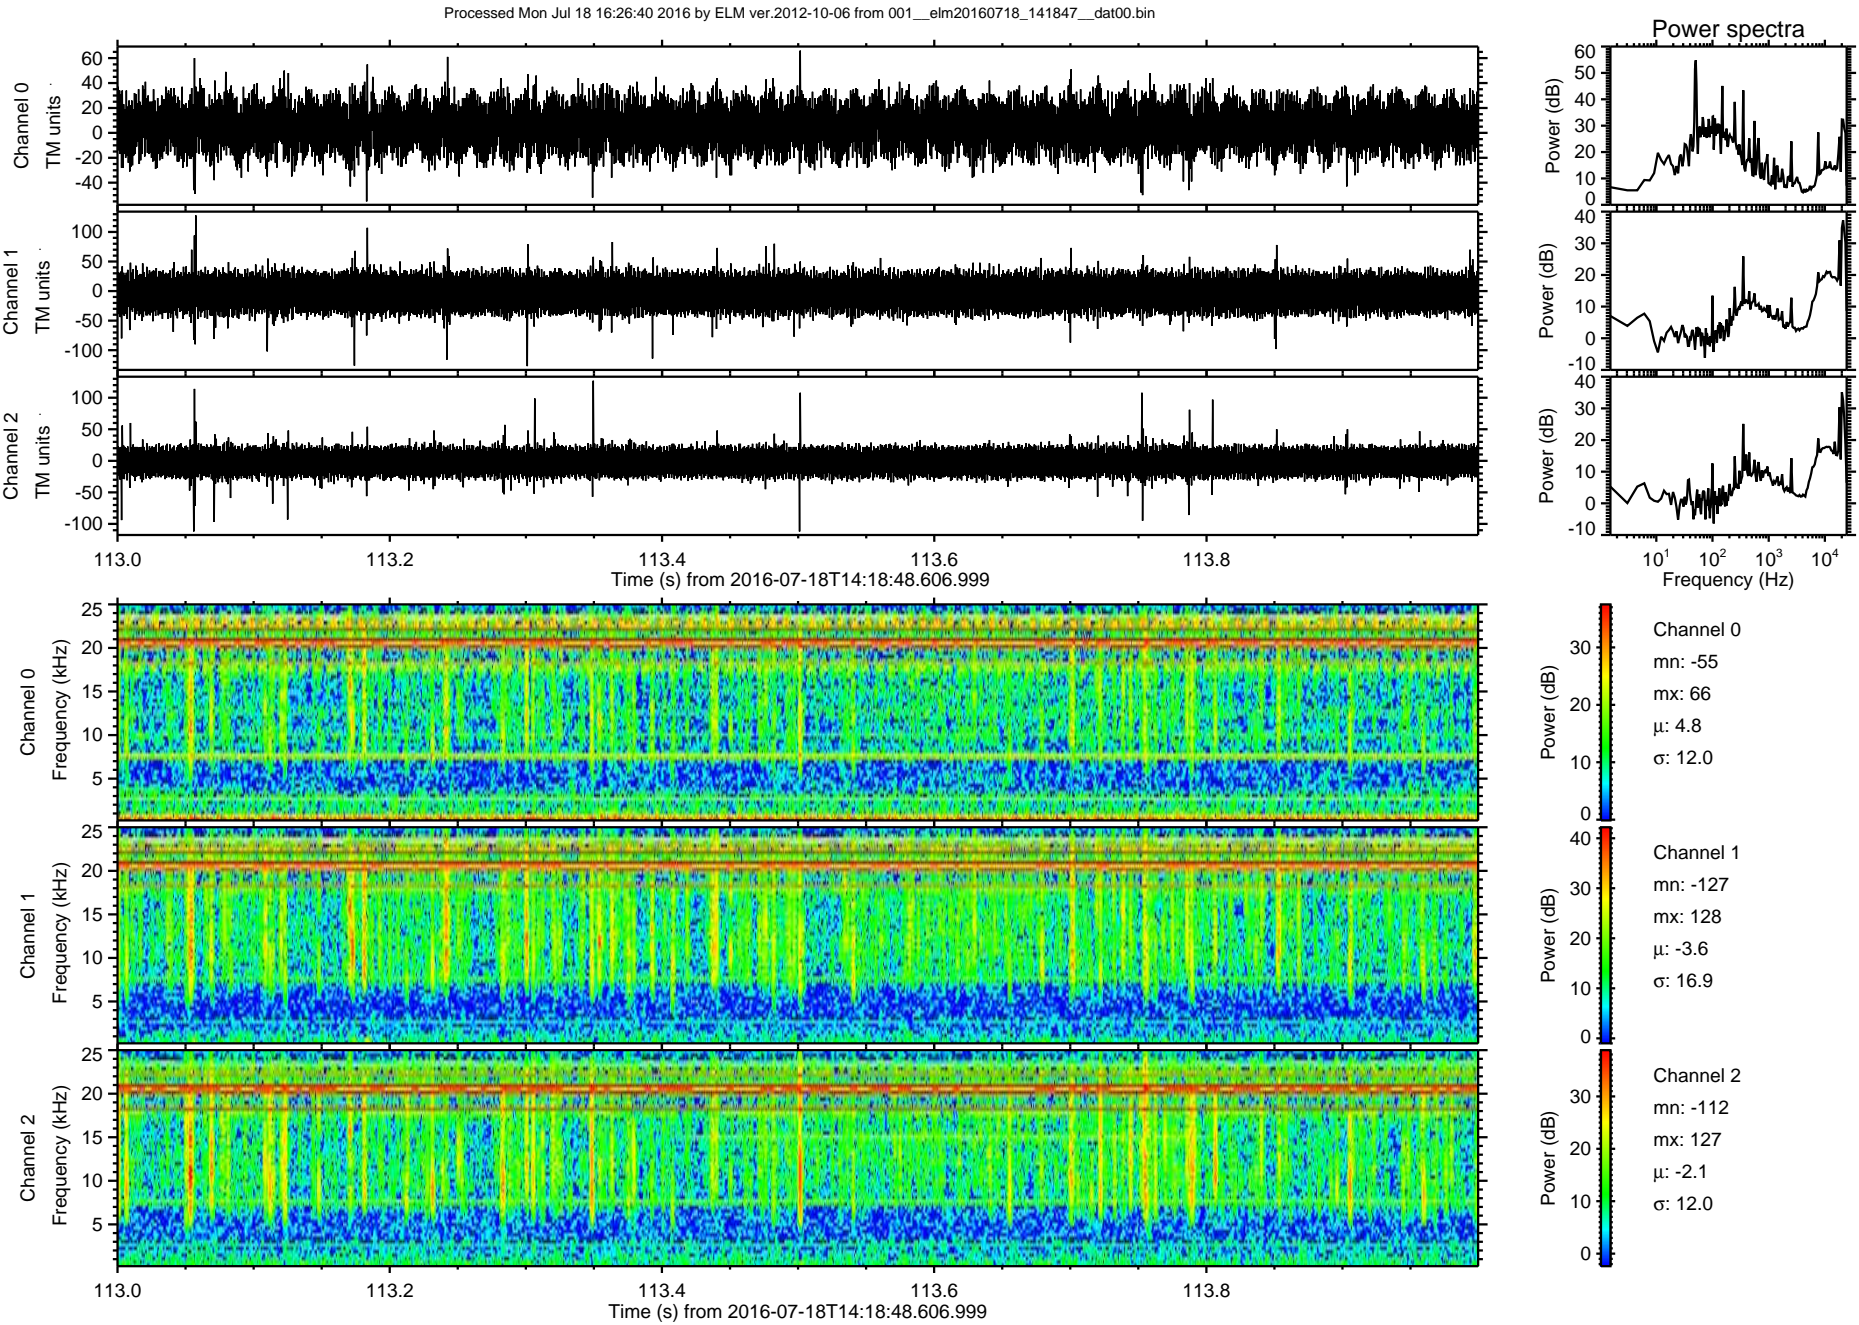 Processed Mon Jul 18 16:26:40 2016 by ELM ver.2012-10-06 from 001__elm20160718_141847__dat00.bin
Power spectra
Channel 0
TM units
60
40
20
0
-20
-40
Power (dB)
60
50
40
30
20
10
0
Channel 1
TM units
100
50
0
-50
-100
Power (dB)
40
30
20
10
0
-10
Channel 2
TM units
100
50
0
-50
-100
Power (dB)
40
30
20
10
0
-10
113.0 113.2 113.4 113.6 113.8
Time (s) from 2016-07-18T14:18:48.606.999
10^1 10^2 10^3 10^4
Frequency (Hz)
Channel 0
Frequency (kHz)
25
20
15
10
5
Power (dB)
30
20
10
0
Channel 0
mn: -55
mx: 66
μ: 4.8
σ: 12.0
Channel 1
Frequency (kHz)
25
20
15
10
5
Power (dB)
40
30
20
10
0
Channel 1
mn: -127
mx: 128
μ: -3.6
σ: 16.9
Channel 2
Frequency (kHz)
25
20
15
10
5
Power (dB)
30
20
10
0
Channel 2
mn: -112
mx: 127
μ: -2.1
σ: 12.0
113.0 113.2 113.4 113.6 113.8
Time (s) from 2016-07-18T14:18:48.606.999